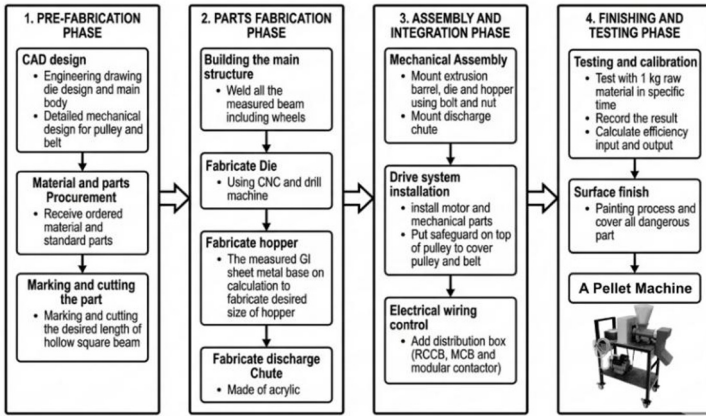 1. PRE-FABRICATION
PHASE
CAD design
• Engineering drawing
die design and main
body
• Detailed mechanical
design for pulley and
belt
Material and parts
Procurement
• Receive ordered
material and
standard parts
Marking and cutting
the part
• Marking and cutting
the desired length of
hollow square beam
2. PARTS FABRICATION
PHASE
Building the main
structure
• Weld all the
measured beam
including wheels
Fabricate Die
• Using CNC and drill
machine
Fabricate hopper
• The measured GI
sheet metal base on
calculation to
fabricate desired
size of hopper
Fabricate discharge
Chute
• Made of acrylic
3. ASSEMBLY AND
INTEGRATION PHASE
Mechanical Assembly
• Mount extrusion
barrel, die and hopper
using bolt and nut
• Mount discharge
chute
Drive system
installation
• install motor and
mechanical parts
• Put safeguard on top
of pulley to cover
pulley and belt
Electrical wiring
control
• Add distribution box
(RCCB, MCB and
modular contactor)
4. FINISHING AND
TESTING PHASE
Testing and calibration
• Test with 1 kg raw
material in specific
time
• Record the result
• Calculate efficiency
input and output
Surface finish
• Painting process and
cover all dangerous
part
A Pellet Machine